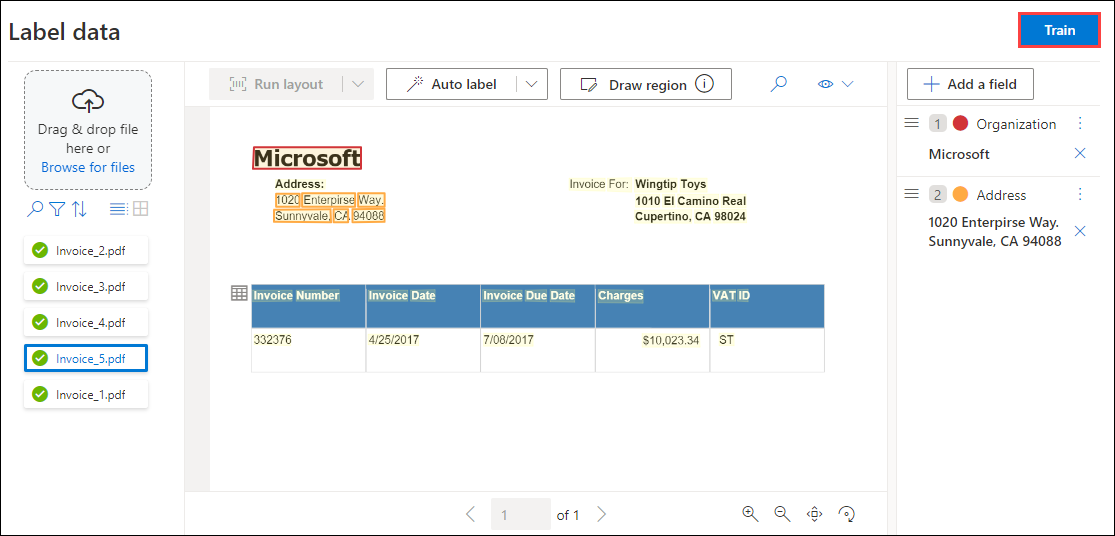 Label data
Train
Drag & drop file
here or
Browse for files
Invoice_2.pdf
Invoice_3.pdf
Invoice_4.pdf
Invoice_5.pdf
Invoice_1.pdf
Run layout
Auto label
Draw region
Microsoft
Address:
1020 Enterpirse Way.
Sunnyvale, CA 94088
Invoice For: Wingtip Toys
1010 El Camino Real
Cupertino, CA 98024
Invoice Number Invoice Date Invoice Due Date Charges VAT ID
332376 4/25/2017 7/08/2017 $10,023.34 ST
1 of 1
Add a field
1 Organization
Microsoft
2 Address
1020 Enterpirse Way.
Sunnyvale, CA 94088